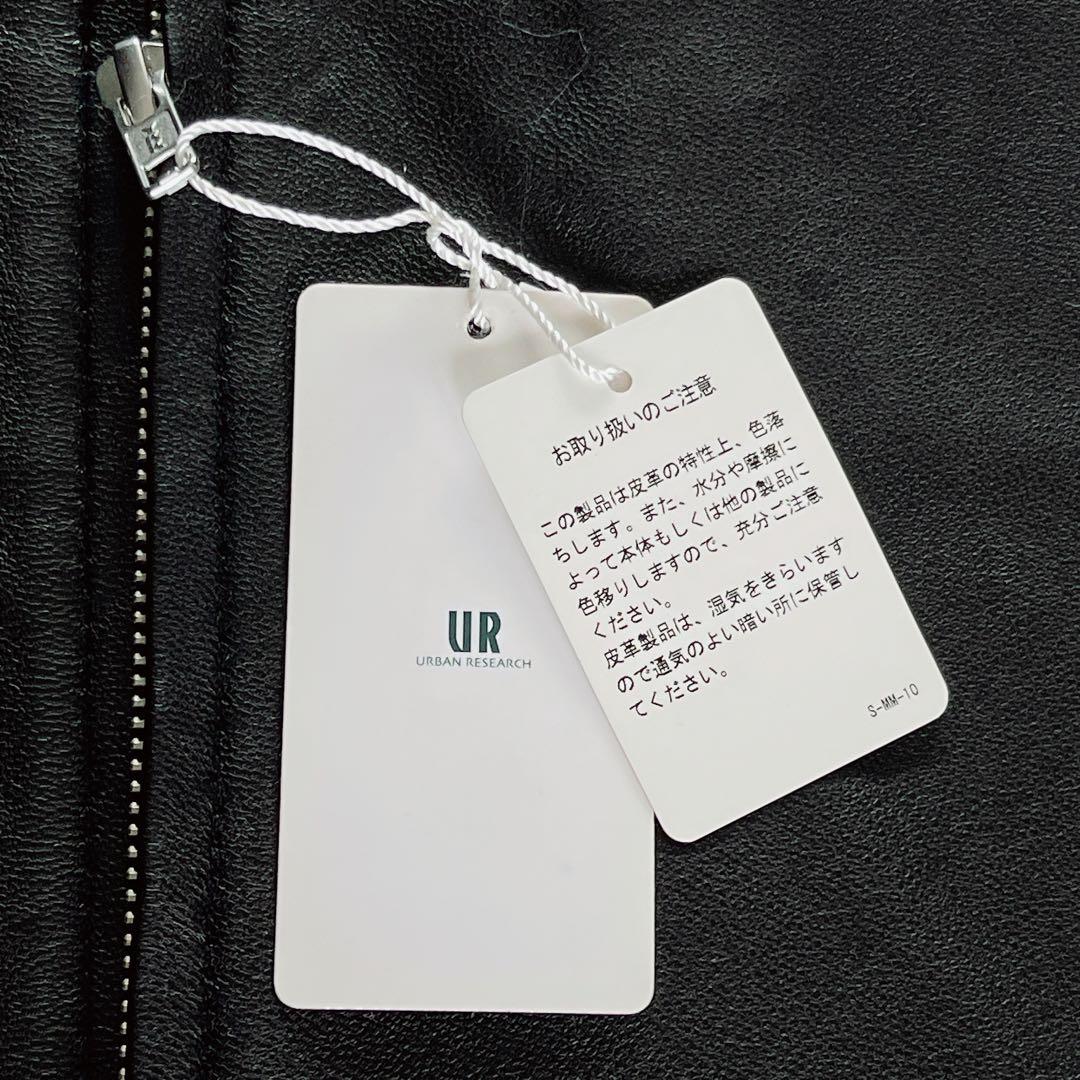 UR
URBAN RESEARCH
お取り扱いのご注意
この製品は皮革の特性上、色落
ちします。また、水分や摩擦に
よって本体もしくは他の製品に
色移りしますので、充分ご注意
ください。
皮革製品は、湿気をきらいます
ので通気のよい暗い所に保管し
てください。
S-MM-10